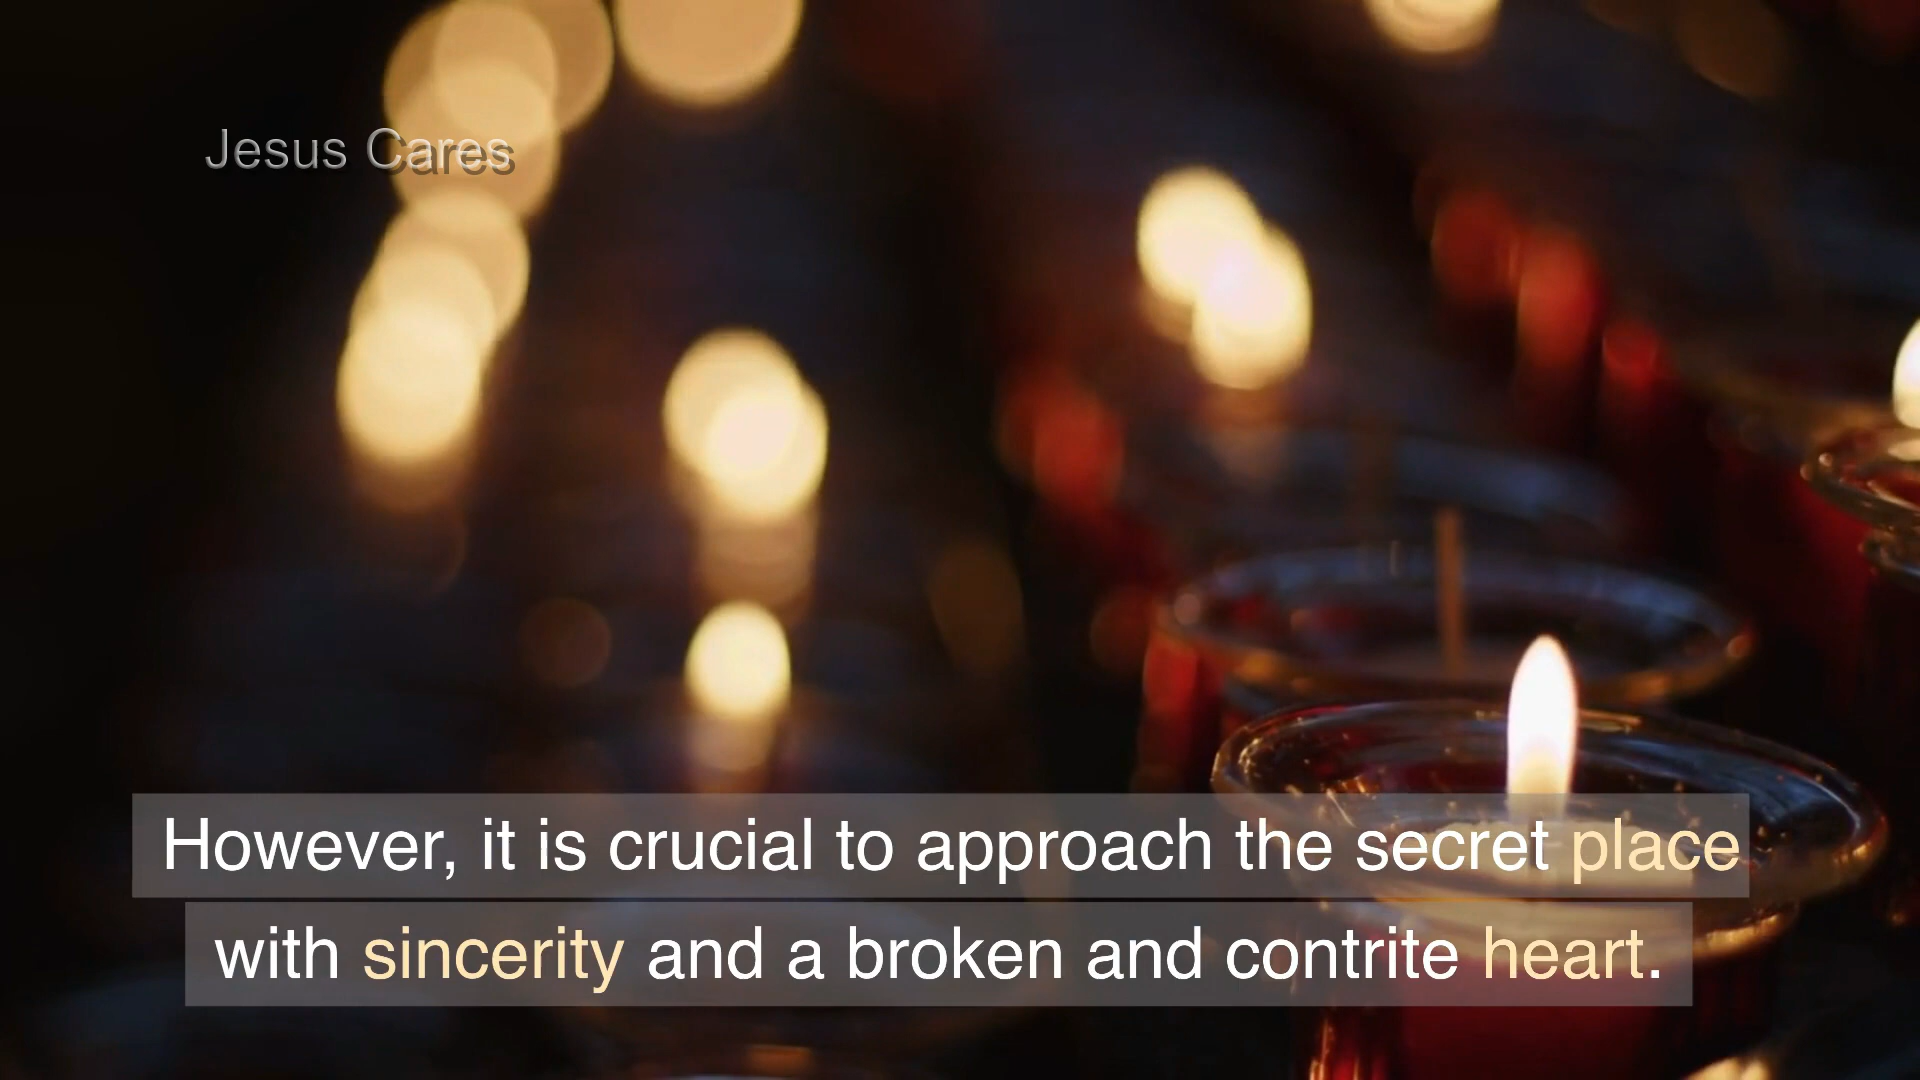 Jesus Cares
However, it is crucial to approach the secret place
with sincerity and a broken and contrite heart.